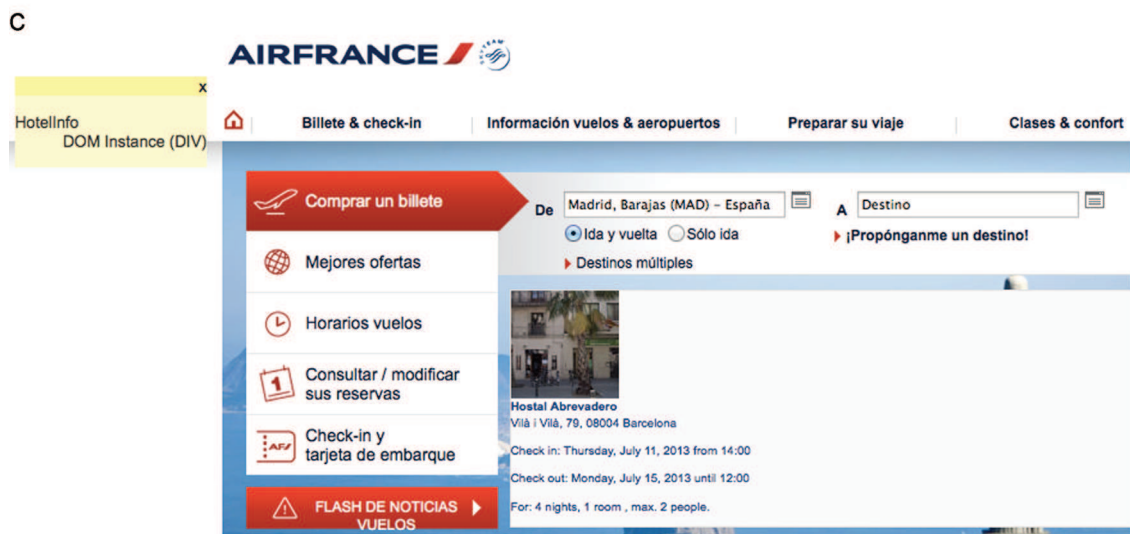 C
AIRFRANCE
SKYTEAM
x
HotelInfo
DOM Instance (DIV)
Billete & check-in
Información vuelos & aeropuertos
Preparar su viaje
Clases & confort
Comprar un billete
Mejores ofertas
Horarios vuelos
1
Consultar / modificar
sus reservas
AF
Check-in y
tarjeta de embarque
FLASH DE NOTICIAS
VUELOS
De
Madrid, Barajas (MAD) – España
A
Destino
Ida y vuelta
Sólo ida
¡Propónganme un destino!
Destinos múltiples
Hostal Abrevadero
Vilà i Vilà, 79, 08004 Barcelona
Check in: Thursday, July 11, 2013 from 14:00
Check out: Monday, July 15, 2013 until 12:00
For: 4 nights, 1 room , max. 2 people.